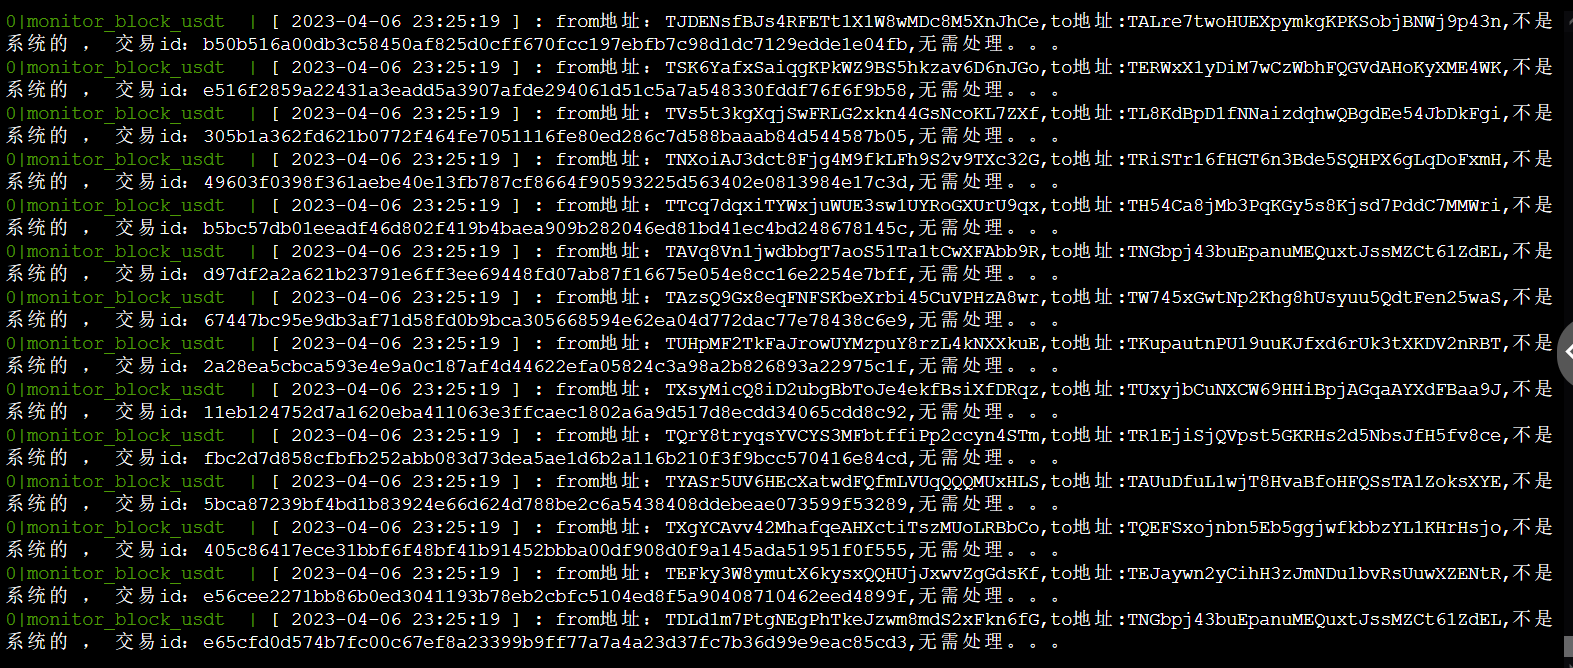 0|monitor_block_usdt  | [ 2023-04-06 23:25:19 ] : from地址：TJDENsfBJs4RFETt1X1W8wMDc8M5XnJhCe,to地址:TALre7twoHUEXpymkgKPKSobjBNWj9p43n,不是
系统的 ， 交易id：b50b516a00db3c58450af825d0cff670fcc197ebfb7c98d1dc7129edde1e04fb,无需处理。。。
0|monitor_block_usdt  | [ 2023-04-06 23:25:19 ] : from地址：TSK6YafxSaiqgKPkWZ9BS5hkzav6D6nJGo,to地址:TERWxX1yDiM7wCzWbhFQGVdAHoKyXME4WK,不是
系统的 ， 交易id：e516f2859a22431a3eadd5a3907afde294061d51c5a7a548330fddf76f6f9b58,无需处理。。。
0|monitor_block_usdt  | [ 2023-04-06 23:25:19 ] : from地址：TVs5t3kgXqjSwFRLG2xkn44GsNcoKL7ZXf,to地址:TL8KdBpD1fNNaizdqhwQBgdEe54JbDkFgi,不是
系统的 ， 交易id：305b1a362fd621b0772f464fe7051116fe80ed286c7d588baaab84d544587b05,无需处理。。。
0|monitor_block_usdt  | [ 2023-04-06 23:25:19 ] : from地址：TNXoiAJ3dct8Fjg4M9fkLFh9S2v9TXc32G,to地址:TRiSTr16fHGT6n3Bde5SQHPX6gLqDoFxmH,不是
系统的 ， 交易id：49603f0398f361aebe40e13fb787cf8664f90593225d563402e0813984e17c3d,无需处理。。。
0|monitor_block_usdt  | [ 2023-04-06 23:25:19 ] : from地址：TTcq7dqxiTYWxjuWUE3sw1UYRoGXUrU9qx,to地址:TH54Ca8jMb3PqKGy5s8Kjsd7PddC7MMWri,不是
系统的 ， 交易id：b5bc57db01eeadf46d802f419b4baea909b282046ed81bd41ec4bd248678145c,无需处理。。。
0|monitor_block_usdt  | [ 2023-04-06 23:25:19 ] : from地址：TAVq8Vn1jwdbbgT7aoS51Ta1tCwXFAbb9R,to地址:TNGbpj43buEpanuMEQuxtJssMZCt61ZdEL,不是
系统的 ， 交易id：d97df2a2a621b23791e6ff3ee69448fd07ab87f16675e054e8cc16e2254e7bff,无需处理。。。
0|monitor_block_usdt  | [ 2023-04-06 23:25:19 ] : from地址：TAzsQ9Gx8eqFNFSKbeXrbi45CuVPHzA8wr,to地址:TW745xGwtNp2Khg8hUsyuu5QdtFen25waS,不是
系统的 ， 交易id：67447bc95e9db3af71d58fd0b9bca305668594e62ea04d772dac77e78438c6e9,无需处理。。。
0|monitor_block_usdt  | [ 2023-04-06 23:25:19 ] : from地址：TUHpMF2TkFaJrowUYMzpuY8rzL4kNXXkuE,to地址:TKupautnPU19uuKJfxd6rUk3tXKDV2nRBT,不是
系统的 ， 交易id：2a28ea5cbca593e4e9a0c187af4d44622efa05824c3a98a2b826893a22975c1f,无需处理。。。
0|monitor_block_usdt  | [ 2023-04-06 23:25:19 ] : from地址：TXsyMicQ8iD2ubgBbToJe4ekfBsiXfDRqz,to地址:TUxyjbCuNXCW69HHiBpjAGqaAYXdFBaa9J,不是
系统的 ， 交易id：11eb124752d7a1620eba411063e3ffcaec1802a6a9d517d8ecdd34065cdd8c92,无需处理。。。
0|monitor_block_usdt  | [ 2023-04-06 23:25:19 ] : from地址：TQrY8tryqsYVCYS3MFbtffiPp2ccyn4STm,to地址:TR1EjiSjQVpst5GKRHs2d5NbsJfH5fv8ce,不是
系统的 ， 交易id：fbc2d7d858cfbfb252abb083d73dea5ae1d6b2a116b210f3f9bcc570416e84cd,无需处理。。。
0|monitor_block_usdt  | [ 2023-04-06 23:25:19 ] : from地址：TYASr5UV6HEcXatwdFQfmLVUqQQQMUxHLS,to地址:TAUuDfuL1wjT8HvaBfoHFQSsTA1ZoksXYE,不是
系统的 ， 交易id：5bca87239bf4bd1b83924e66d624d788be2c6a5438408ddebeae073599f53289,无需处理。。。
0|monitor_block_usdt  | [ 2023-04-06 23:25:19 ] : from地址：TXgYCAvv42MhafqeAHXctiTszMUoLRBbCo,to地址:TQEFSxojnbn5Eb5ggjwfkbbzYL1KHrHsjo,不是
系统的 ， 交易id：405c86417ece31bbf6f48bf41b91452bbba00df908d0f9a145ada51951f0f555,无需处理。。。
0|monitor_block_usdt  | [ 2023-04-06 23:25:19 ] : from地址：TEFky3W8ymutX6kysxQQHUjJxwvZgGdsKf,to地址:TEJaywn2yCihH3zJmNDu1bvRsUuwXZENtR,不是
系统的 ， 交易id：e56cee2271bb86b0ed3041193b78eb2cbfc5104ed8f5a90408710462eed4899f,无需处理。。。
0|monitor_block_usdt  | [ 2023-04-06 23:25:19 ] : from地址：TDLd1m7PtgNEgPhTkeJzwm8mdS2xFkn6fG,to地址:TNGbpj43buEpanuMEQuxtJssMZCt61ZdEL,不是
系统的 ， 交易id：e65cfd0d574b7fc00c67ef8a23399b9ff77a7a4a23d37fc7b36d99e9eac85cd3,无需处理。。。